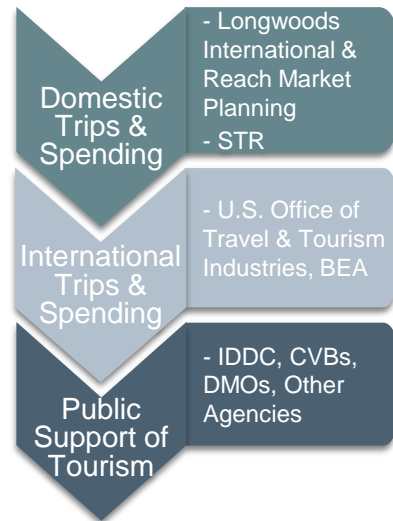 Domestic
Trips &
Spending
- Longwoods
International &
Reach Market
Planning
- STR
International
Trips &
Spending
- U.S. Office of
Travel & Tourism
Industries, BEA
Public
Support of
Tourism
- IDDC, CVBs,
DMOs, Other
Agencies